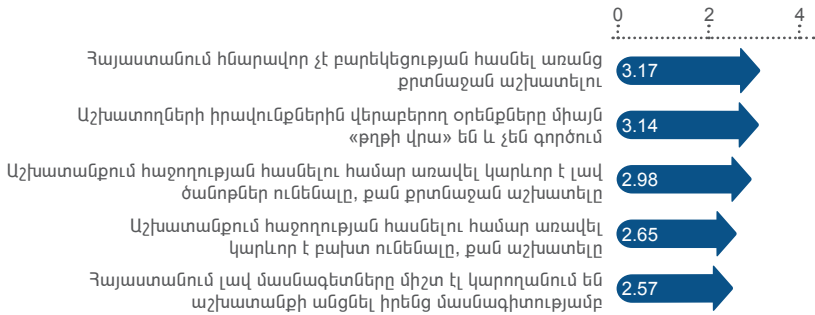 0 2 4
Հայաստանում հնարավոր չէ բարեկեցության հասնել առանց
քրտնաջան աշխատելու
3.17
Աշխատողների իրավունքներին վերաբերող օրենքները միայն
«թղթի վրա» են և չեն գործում
3.14
Աշխատանքում հաջողության հասնելու համար առավել կարևոր է լավ
ծանոթներ ունենալը, քան քրտնաջան աշխատելը
2.98
Աշխատանքում հաջողության հասնելու համար առավել
կարևոր է բախտ ունենալը, քան աշխատելը
2.65
Հայաստանում լավ մասնագետները միշտ էլ կարողանում են
աշխատանքի անցնել իրենց մասնագիտությամբ
2.57